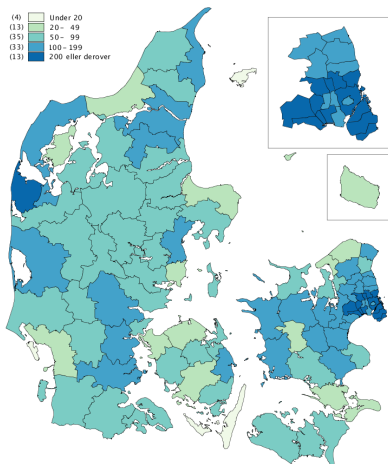 (4) Under 20
(13) 20- 49
(35) 50- 99
(33) 100-199
(13) 200 eller derover